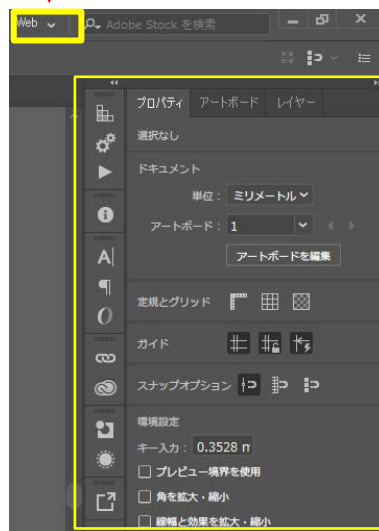 Web
Adobe Stock を検索
プロパティ アートボード レイヤー
選択なし
ドキュメント
単位： ミリメートル
アートボード： 1
アートボードを編集
定規とグリッド
ガイド
スナップオプション
環境設定
キー入力： 0.3528 m
プレビュー境界を使用
角を拡大・縮小
線幅と効果を拡大・縮小